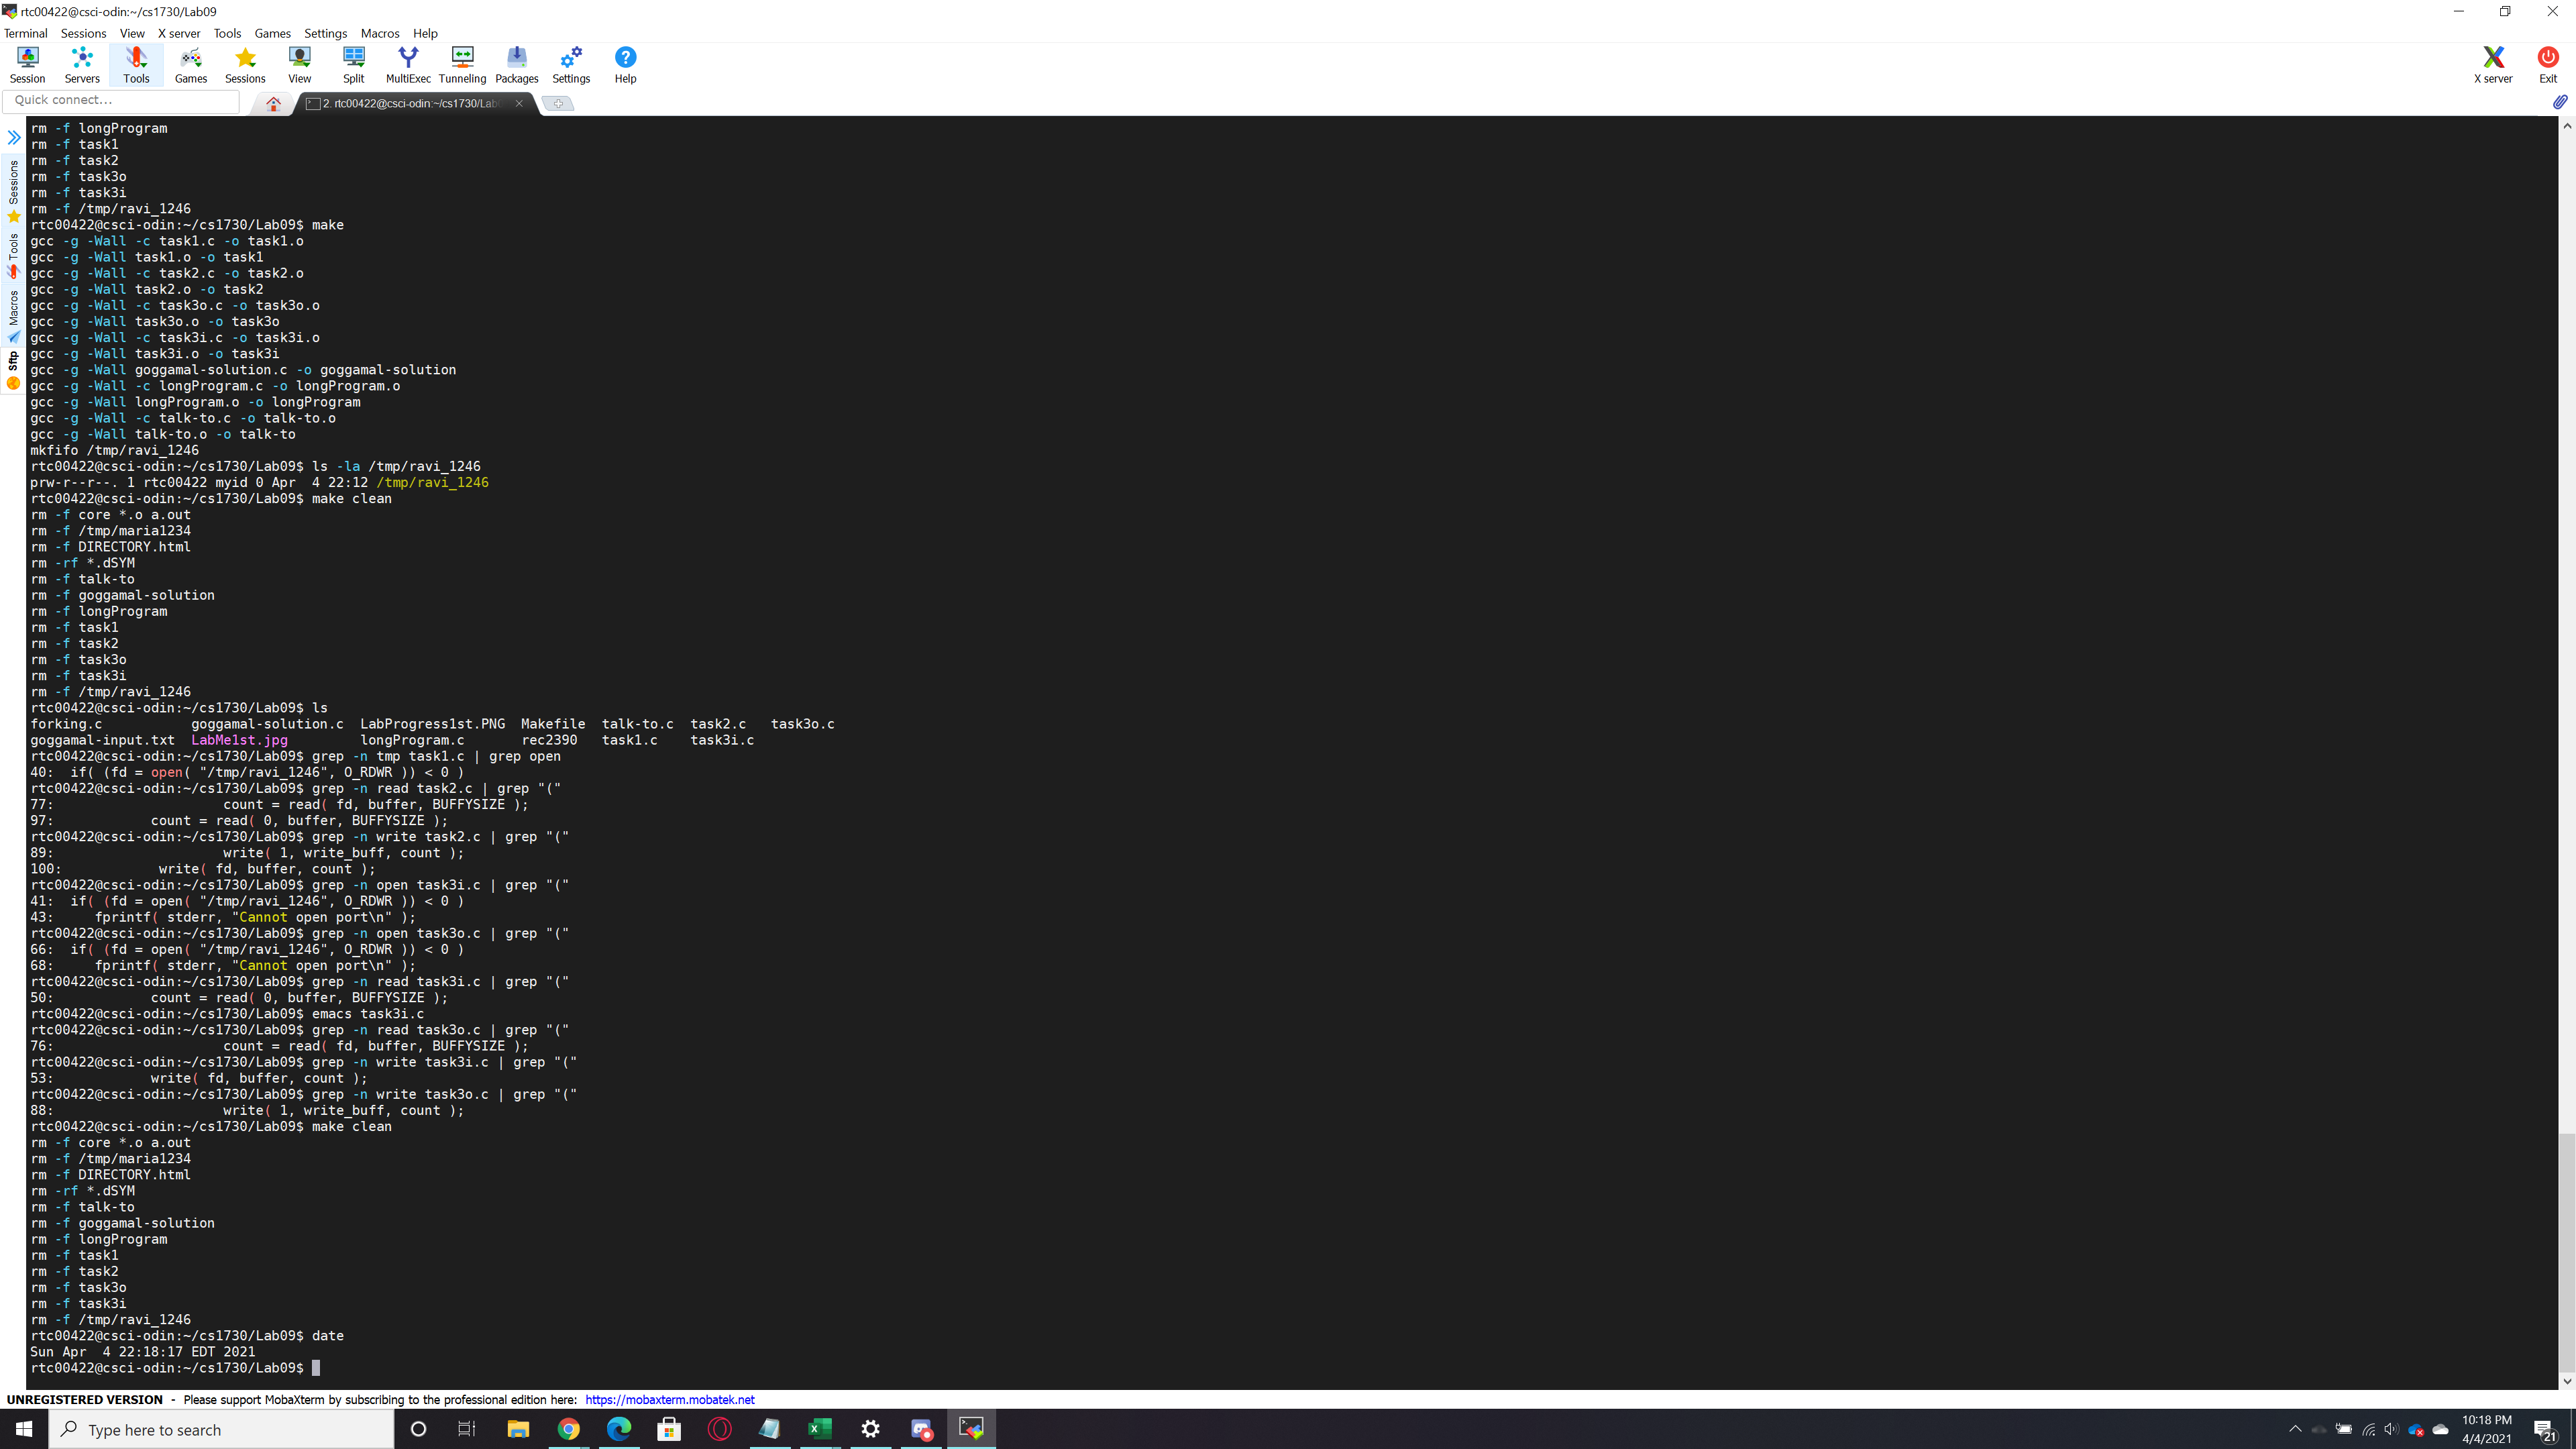 rtc00422@csci-odin:~/cs1730/Lab09
Terminal Sessions View X server Tools Games Settings Macros Help
Session Servers Tools Games Sessions View Split MultiExec Tunneling Packages Settings Help X server Exit
Quick connect...
2. rtc00422@csci-odin:~/cs1730/Lab
Sessions
Tools
Macros
Sftp
rm -f longProgram
rm -f task1
rm -f task2
rm -f task3o
rm -f task3i
rm -f /tmp/ravi_1246
rtc00422@csci-odin:~/cs1730/Lab09$ make
gcc -g -Wall -c task1.c -o task1.o
gcc -g -Wall task1.o -o task1
gcc -g -Wall -c task2.c -o task2.o
gcc -g -Wall task2.o -o task2
gcc -g -Wall -c task3o.c -o task3o.o
gcc -g -Wall task3o.o -o task3o
gcc -g -Wall -c task3i.c -o task3i.o
gcc -g -Wall task3i.o -o task3i
gcc -g -Wall goggamal-solution.c -o goggamal-solution
gcc -g -Wall -c longProgram.c -o longProgram.o
gcc -g -Wall longProgram.o -o longProgram
gcc -g -Wall -c talk-to.c -o talk-to.o
gcc -g -Wall talk-to.o -o talk-to
mkfifo /tmp/ravi_1246
rtc00422@csci-odin:~/cs1730/Lab09$ ls -la /tmp/ravi_1246
prw-r--r--. 1 rtc00422 myid 0 Apr  4 22:12 /tmp/ravi_1246
rtc00422@csci-odin:~/cs1730/Lab09$ make clean
rm -f core *.o a.out
rm -f /tmp/maria1234
rm -f DIRECTORY.html
rm -rf *.dSYM
rm -f talk-to
rm -f goggamal-solution
rm -f longProgram
rm -f task1
rm -f task2
rm -f task3o
rm -f task3i
rm -f /tmp/ravi_1246
rtc00422@csci-odin:~/cs1730/Lab09$ ls
forking.c           goggamal-solution.c  LabProgress1st.PNG  Makefile  talk-to.c  task2.c   task3o.c
goggamal-input.txt  LabMe1st.jpg         longProgram.c       rec2390   task1.c    task3i.c
rtc00422@csci-odin:~/cs1730/Lab09$ grep -n tmp task1.c | grep open
40:  if( (fd = open( "/tmp/ravi_1246", O_RDWR )) < 0 )
rtc00422@csci-odin:~/cs1730/Lab09$ grep -n read task2.c | grep "("
77:                     count = read( fd, buffer, BUFFYSIZE );
97:            count = read( 0, buffer, BUFFYSIZE );
rtc00422@csci-odin:~/cs1730/Lab09$ grep -n write task2.c | grep "("
89:                     write( 1, write_buff, count );
100:            write( fd, buffer, count );
rtc00422@csci-odin:~/cs1730/Lab09$ grep -n open task3i.c | grep "("
41:  if( (fd = open( "/tmp/ravi_1246", O_RDWR )) < 0 )
43:     fprintf( stderr, "Cannot open port\n" );
rtc00422@csci-odin:~/cs1730/Lab09$ grep -n open task3o.c | grep "("
66:  if( (fd = open( "/tmp/ravi_1246", O_RDWR )) < 0 )
68:     fprintf( stderr, "Cannot open port\n" );
rtc00422@csci-odin:~/cs1730/Lab09$ grep -n read task3i.c | grep "("
50:            count = read( 0, buffer, BUFFYSIZE );
rtc00422@csci-odin:~/cs1730/Lab09$ emacs task3i.c
rtc00422@csci-odin:~/cs1730/Lab09$ grep -n read task3o.c | grep "("
76:                     count = read( fd, buffer, BUFFYSIZE );
rtc00422@csci-odin:~/cs1730/Lab09$ grep -n write task3i.c | grep "("
53:            write( fd, buffer, count );
rtc00422@csci-odin:~/cs1730/Lab09$ grep -n write task3o.c | grep "("
88:                     write( 1, write_buff, count );
rtc00422@csci-odin:~/cs1730/Lab09$ make clean
rm -f core *.o a.out
rm -f /tmp/maria1234
rm -f DIRECTORY.html
rm -rf *.dSYM
rm -f talk-to
rm -f goggamal-solution
rm -f longProgram
rm -f task1
rm -f task2
rm -f task3o
rm -f task3i
rm -f /tmp/ravi_1246
rtc00422@csci-odin:~/cs1730/Lab09$ date
Sun Apr  4 22:18:17 EDT 2021
rtc00422@csci-odin:~/cs1730/Lab09$
UNREGISTERED VERSION - Please support MobaXterm by subscribing to the professional edition here: https://mobaxterm.mobatek.net
Type here to search
10:18 PM
4/4/2021
21